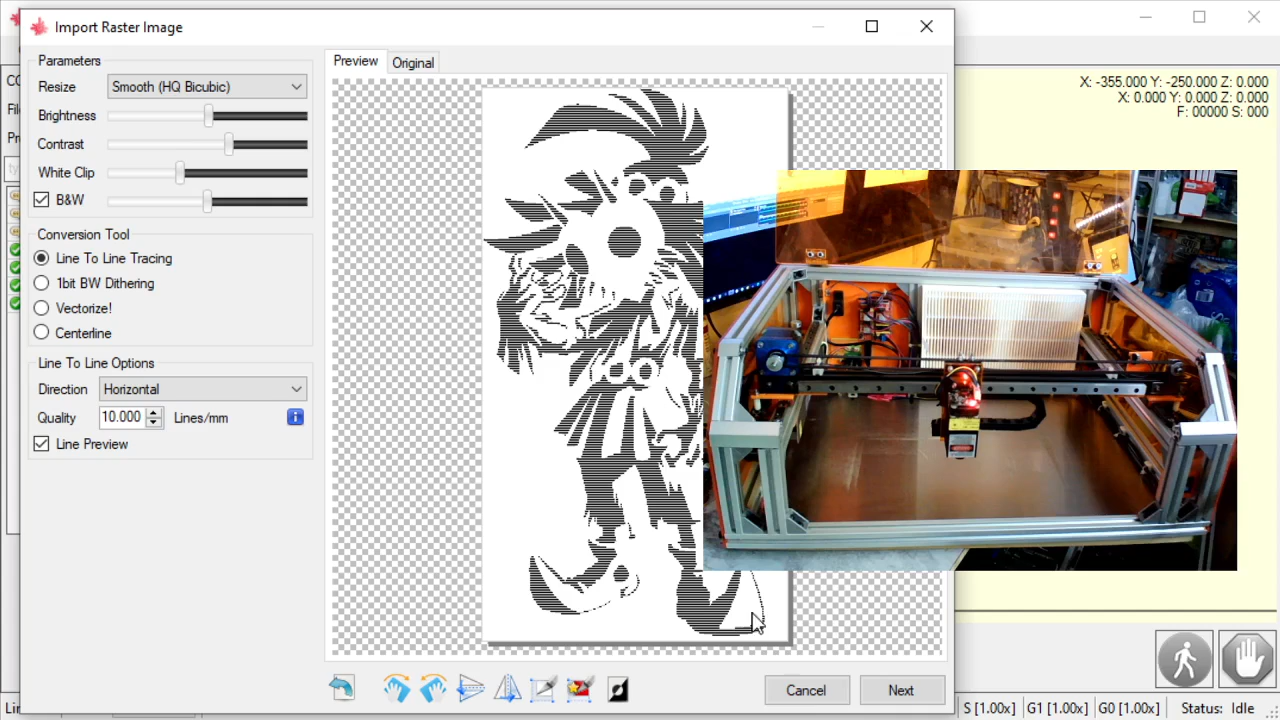 Import Raster Image
Parameters
Resize
Smooth (HQ Bicubic)
Brightness
Contrast
White Clip
B&W
Conversion Tool
Line To Line Tracing
1bit BW Dithering
Vectorize!
Centerline
Line To Line Options
Direction
Horizontal
Quality
10.000
Lines/mm
Line Preview
Preview
Original
Cancel
Next
X: -355.000 Y: -250.000 Z: 0.000
X: 0.000 Y: 0.000 Z: 0.000
F: 00000 S: 000
S [1.00x]
G1 [1.00x]
G0 [1.00x]
Status: Idle